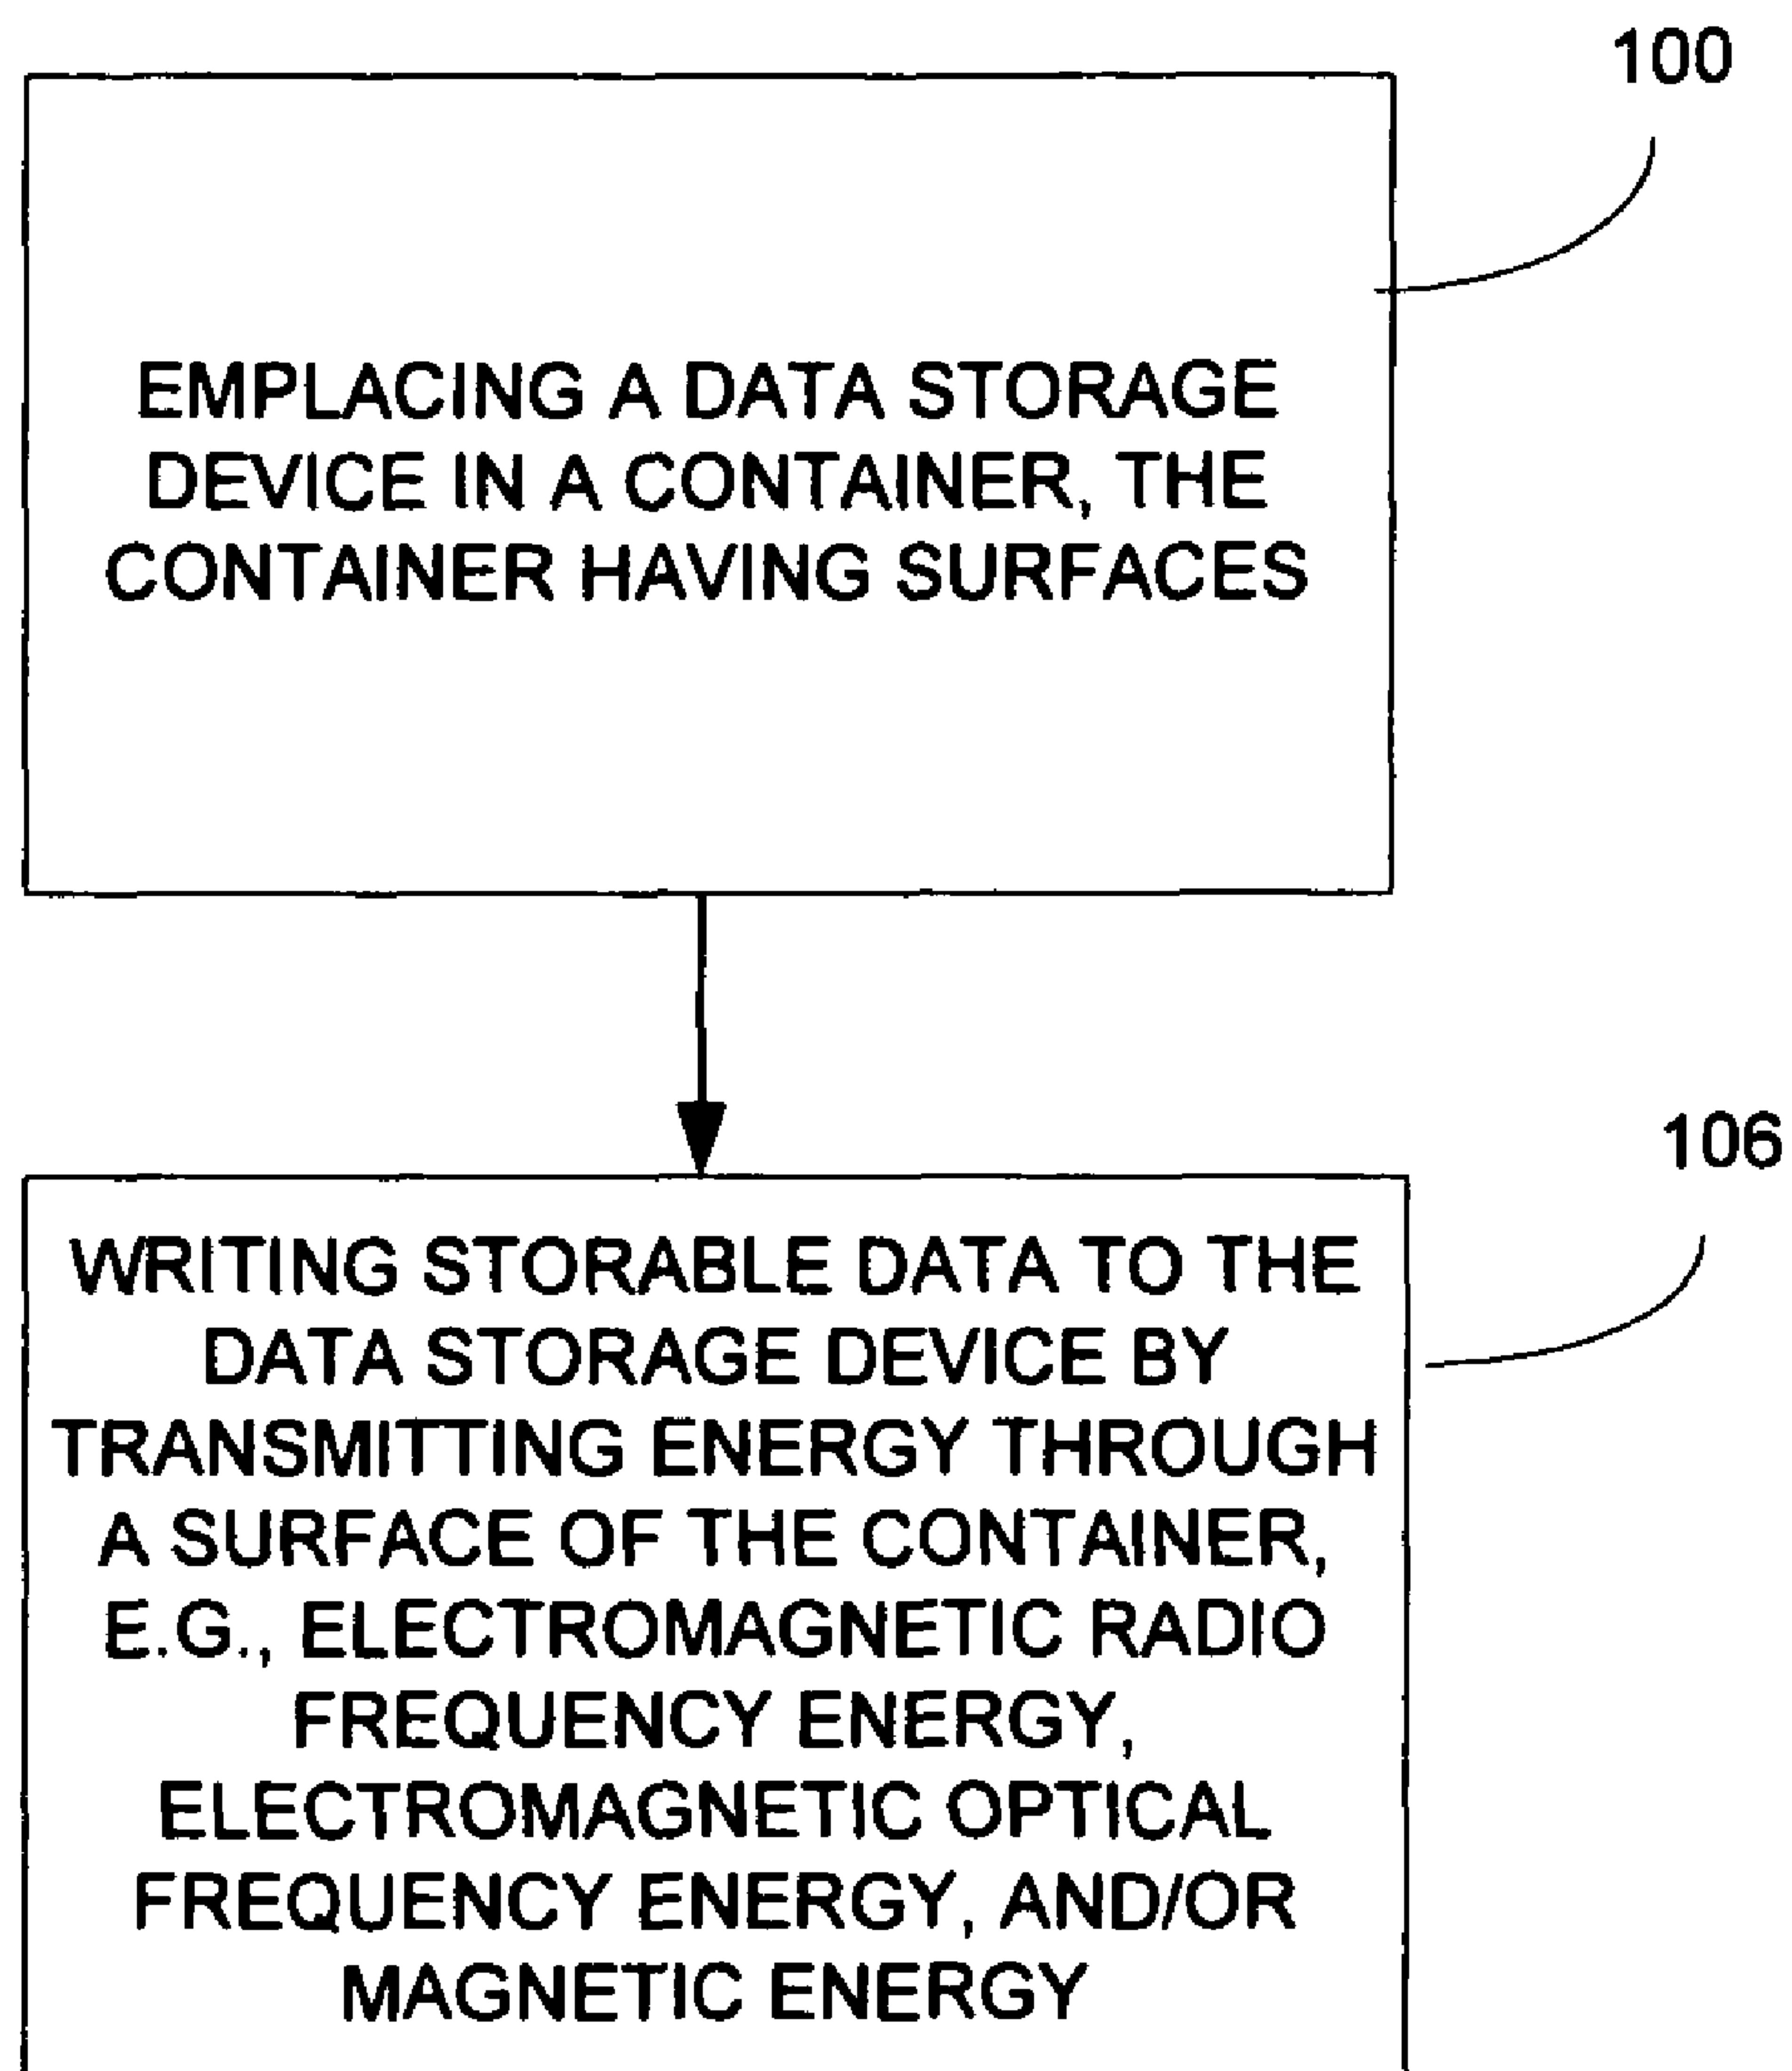 100
EMPLACING A DATA STORAGE
DEVICE IN A CONTAINER, THE
CONTAINER HAVING SURFACES
106
WRITING STORABLE DATA TO THE
DATA STORAGE DEVICE BY
TRANSMITTING ENERGY THROUGH
A SURFACE OF THE CONTAINER,
E.G., ELECTROMAGNETIC RADIO
FREQUENCY ENERGY,
ELECTROMAGNETIC OPTICAL
FREQUENCY ENERGY, AND/OR
MAGNETIC ENERGY